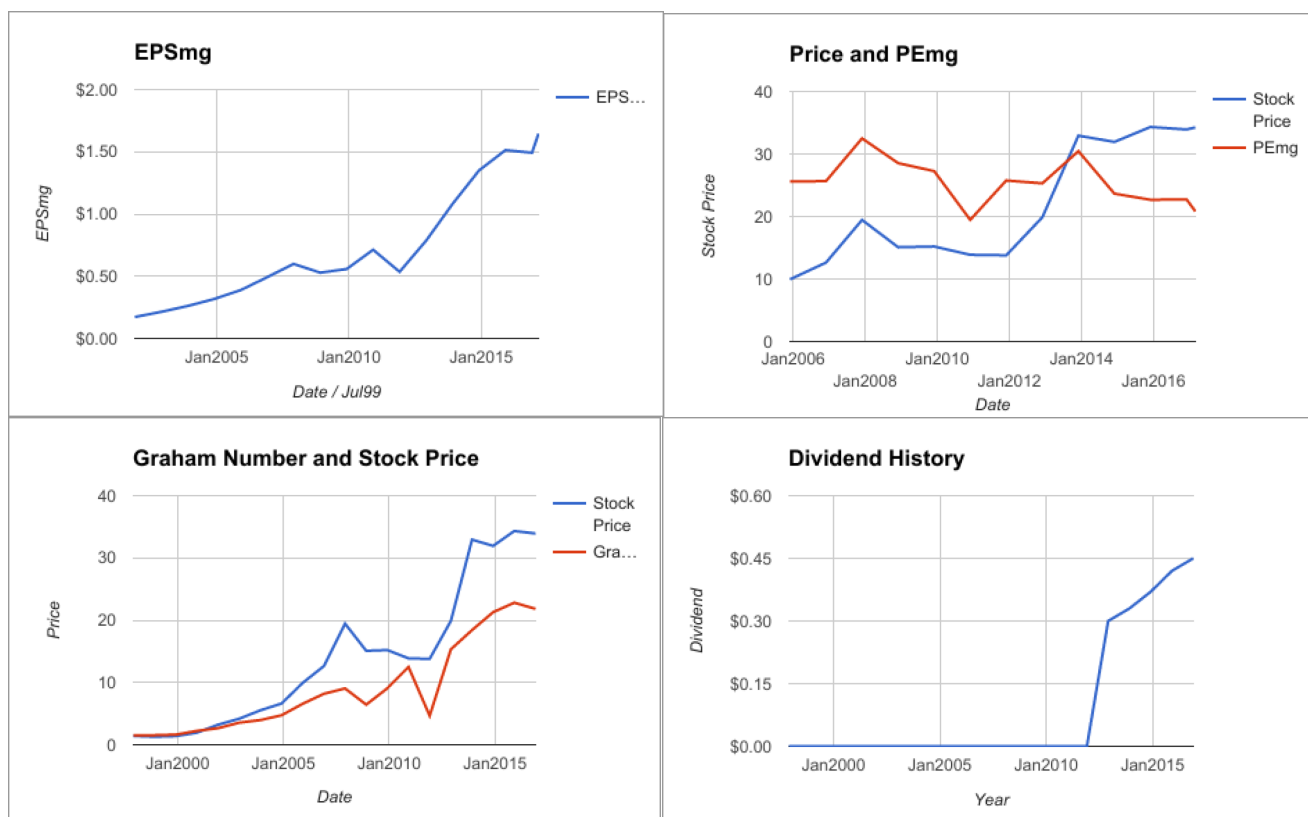 EPSmg
$2.00
$1.50
$1.00
$0.50
$0.00
EPSmg
Jan2005
Jan2010
Jan2015
Date / Jul99
EPS…
Price and PEmg
40
30
20
10
0
Stock Price
Jan2006
Jan2008
Jan2010
Jan2012
Jan2014
Jan2016
Date
Stock
Price
PEmg
Graham Number and Stock Price
40
30
20
10
0
Price
Jan2000
Jan2005
Jan2010
Jan2015
Date
Stock
Price
Gra…
Dividend History
$0.60
$0.45
$0.30
$0.15
$0.00
Dividend
Jan2000
Jan2005
Jan2010
Jan2015
Year